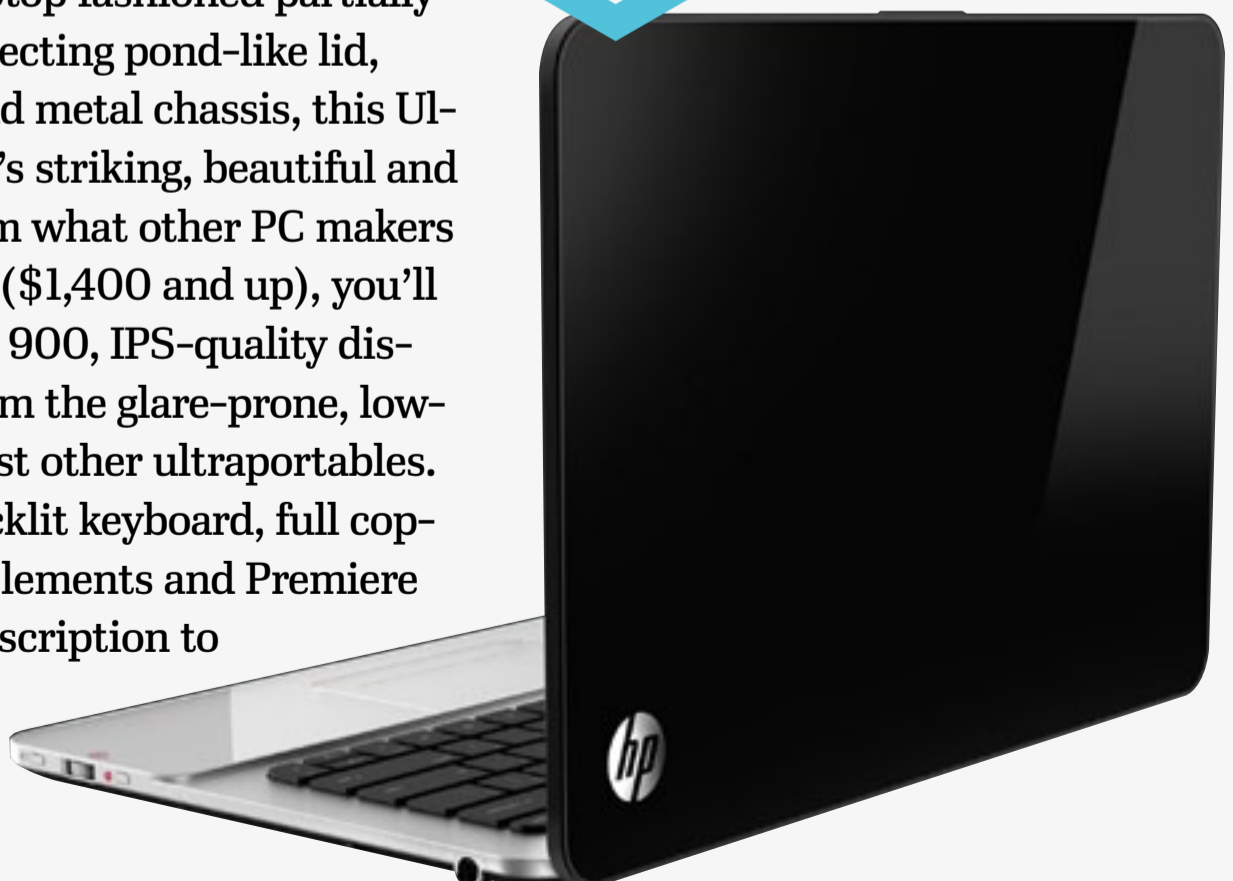 top fashioned partially
ecting pond-like lid,
d metal chassis, this Ul-
's striking, beautiful and
m what other PC makers
($1,400 and up), you'll
900, IPS-quality dis-
m the glare-prone, low-
st other ultraportables.
cklit keyboard, full cop-
lements and Premiere
scription to
hp